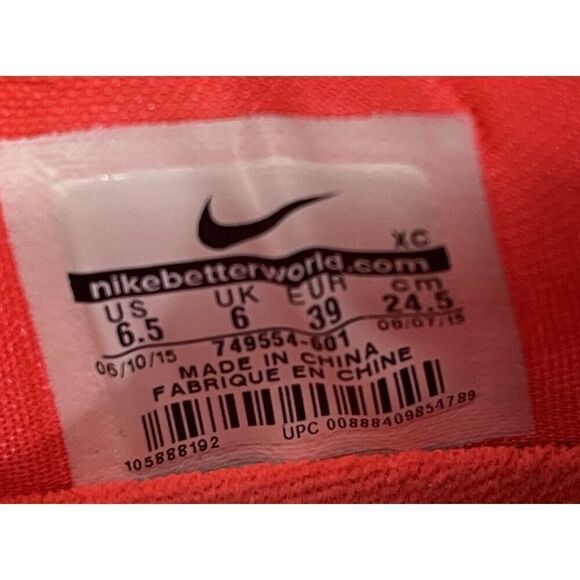 XC
nikebetterworld.com
US UK EUR cm
6.5 6 39 24.5
06/10/15 749554-601 08/07/15
MADE IN CHINA
FABRIQUE EN CHINE
105888192 UPC 00888409854789